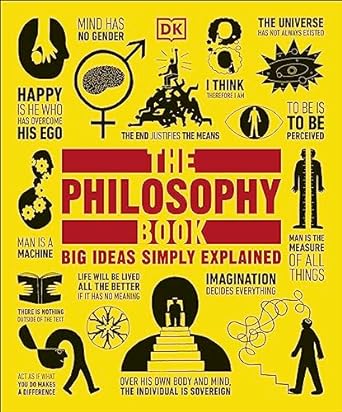 MIND HAS
NO GENDER
DK
THE UNIVERSE
HAS NOT ALWAYS EXISTED
HAPPY
IS HE WHO
HAS OVERCOME
HIS EGO
I THINK
THEREFORE I AM
TO BE IS
TO BE
PERCEIVED
THE END JUSTIFIES THE MEANS
THE
PHILOSOPHY
BOOK
BIG IDEAS SIMPLY EXPLAINED
MAN IS A
MACHINE
MAN IS THE
MEASURE
OF ALL
THINGS
LIFE WILL BE LIVED
ALL THE BETTER
IF IT HAS NO MEANING
IMAGINATION
DECIDES EVERYTHING
THERE IS NOTHING
OUTSIDE OF THE TEXT
ACT AS IF WHAT
YOU DO MAKES A
DIFFERENCE
OVER HIS OWN BODY AND MIND,
THE INDIVIDUAL IS SOVEREIGN